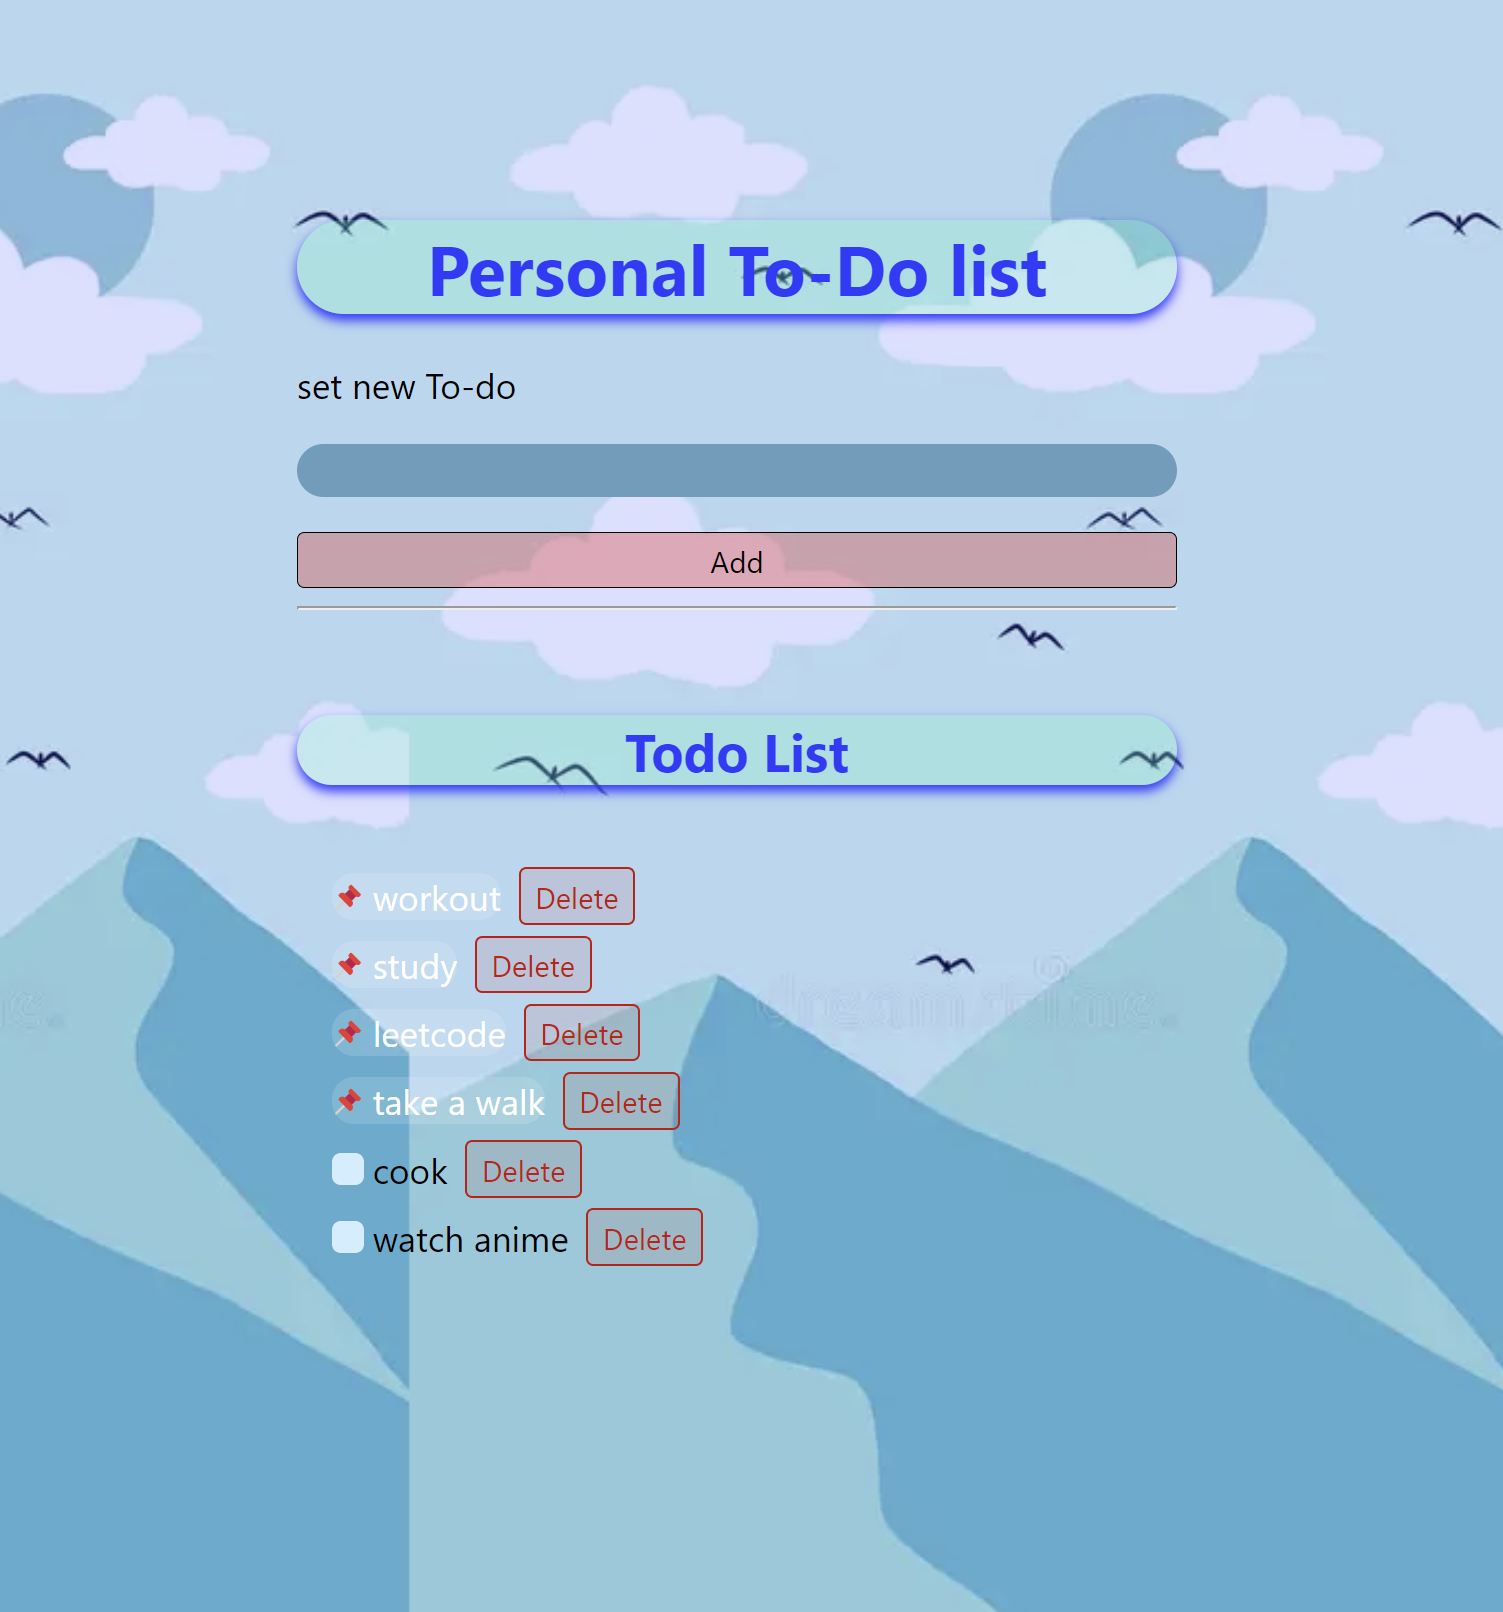 Personal To-Do list
set new To-do
Add
Todo List
workout Delete
study Delete
leetcode Delete
take a walk Delete
cook Delete
watch anime Delete
dreamstime.